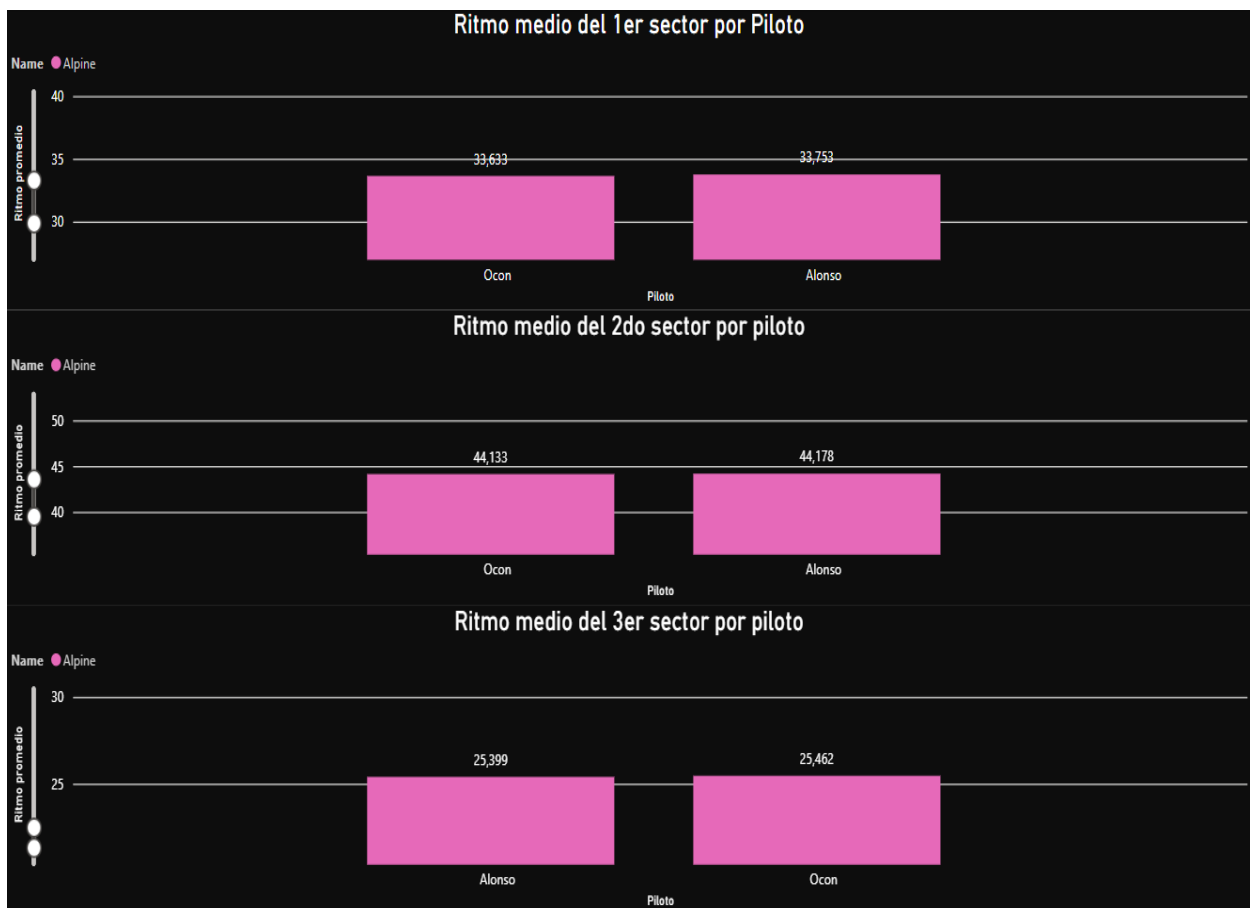 Ritmo medio del 1er sector por Piloto
Name Alpine
Ritmo promedio
40
35
30
33,633
33,753
Ocon
Alonso
Piloto
Ritmo medio del 2do sector por piloto
Name Alpine
Ritmo promedio
50
45
40
44,133
44,178
Ocon
Alonso
Piloto
Ritmo medio del 3er sector por piloto
Name Alpine
Ritmo promedio
30
25
25,399
25,462
Alonso
Ocon
Piloto